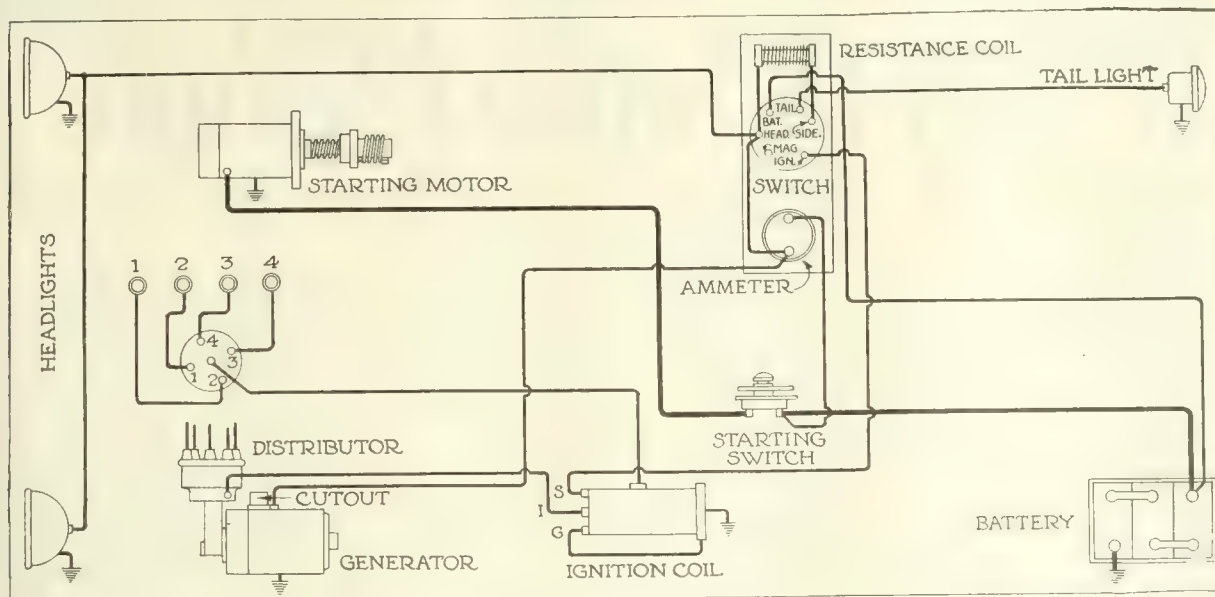 RESISTANCE COIL
TAIL LIGHT
TAIL
BAT.
HEAD. SIDE.
MAG
IGN.
SWITCH
STARTING MOTOR
HEADLIGHTS
1 2 3 4
AMMETER
4
3
1
2
DISTRIBUTOR
STARTING
SWITCH
CUTOUT
S
I
G
BATTERY
GENERATOR
IGNITION COIL